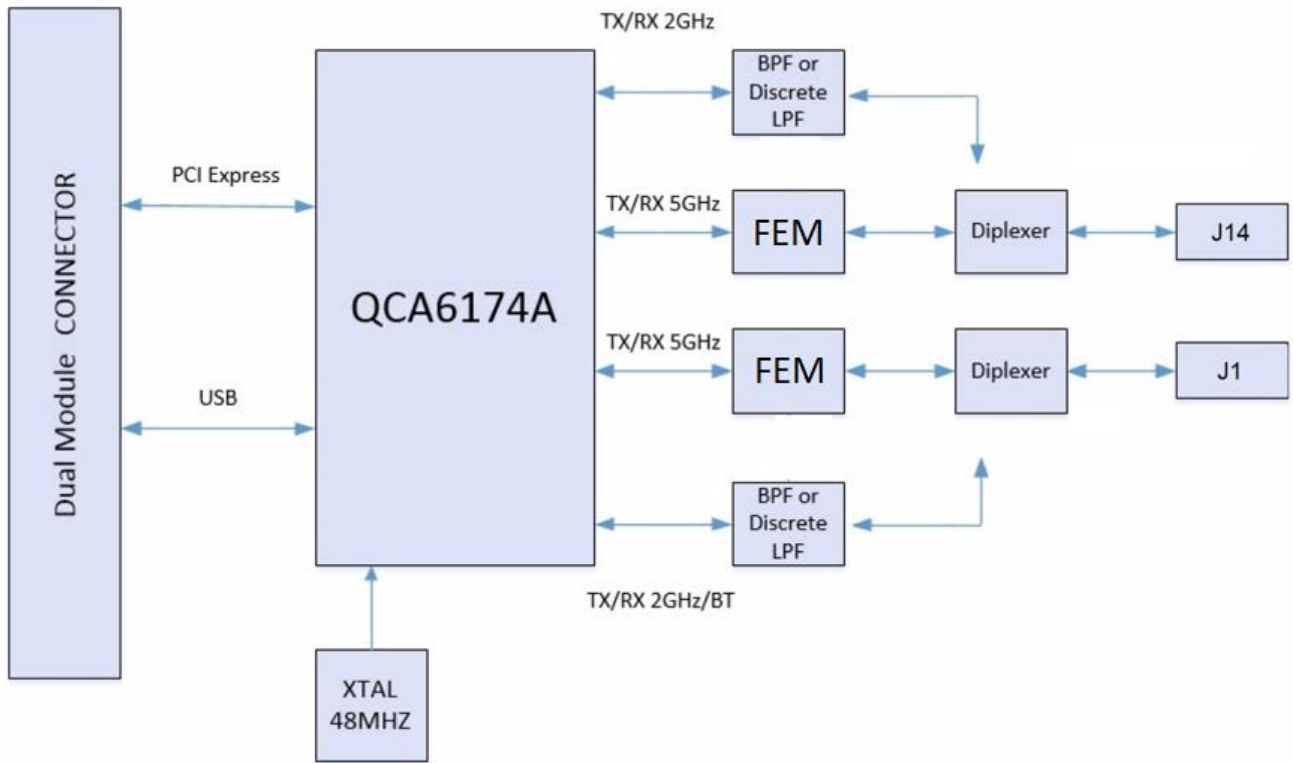 TX/RX 2GHz
BPF or
Discrete
LPF
Dual Module CONNECTOR
PCI Express
QCA6174A
TX/RX 5GHz
FEM
Diplexer
J14
TX/RX 5GHz
FEM
Diplexer
J1
USB
BPF or
Discrete
LPF
TX/RX 2GHz/BT
XTAL
48MHZ